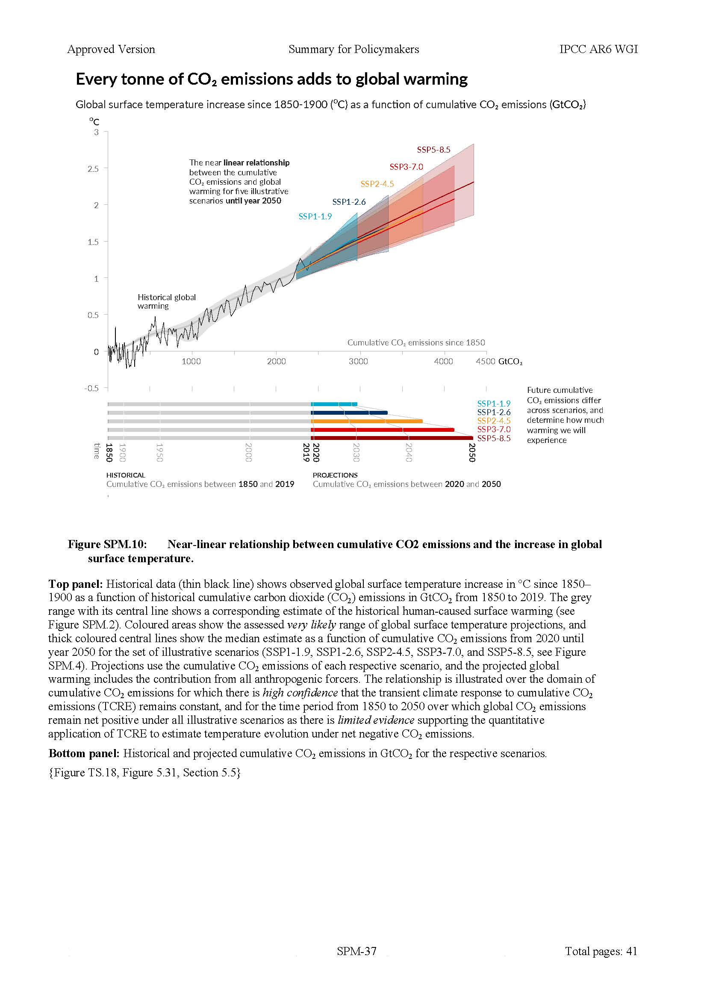 Approved Version Summary for Policymakers IPCC AR6 WGI
Every tonne of CO₂ emissions adds to global warming
Global surface temperature increase since 1850-1900 (ºC) as a function of cumulative CO₂ emissions (GtCO₂)
ºC
3
2.5
2
1.5
1
0.5
0
-0.5
The near linear relationship
between the cumulative
CO₂ emissions and global
warming for five illustrative
scenarios until year 2050
SSP5-8.5
SSP3-7.0
SSP2-4.5
SSP1-2.6
SSP1-1.9
Historical global
warming
Cumulative CO₂ emissions since 1850
1000 2000 3000 4000 4500 GtCO₂
SSP1-1.9
SSP1-2.6
SSP2-4.5
SSP3-7.0
SSP5-8.5
Future cumulative
CO₂ emissions differ
across scenarios, and
determine how much
warming we will
experience
time 1850 1900 1950 2000 2019 2020 2030 2040 2050
HISTORICAL
Cumulative CO₂ emissions between 1850 and 2019
PROJECTIONS
Cumulative CO₂ emissions between 2020 and 2050
Figure SPM.10: Near-linear relationship between cumulative CO2 emissions and the increase in global
surface temperature.
Top panel: Historical data (thin black line) shows observed global surface temperature increase in °C since 1850–
1900 as a function of historical cumulative carbon dioxide (CO₂) emissions in GtCO₂ from 1850 to 2019. The grey
range with its central line shows a corresponding estimate of the historical human-caused surface warming (see
Figure SPM.2). Coloured areas show the assessed very likely range of global surface temperature projections, and
thick coloured central lines show the median estimate as a function of cumulative CO₂ emissions from 2020 until
year 2050 for the set of illustrative scenarios (SSP1-1.9, SSP1-2.6, SSP2-4.5, SSP3-7.0, and SSP5-8.5, see Figure
SPM.4). Projections use the cumulative CO₂ emissions of each respective scenario, and the projected global
warming includes the contribution from all anthropogenic forcers. The relationship is illustrated over the domain of
cumulative CO₂ emissions for which there is high confidence that the transient climate response to cumulative CO₂
emissions (TCRE) remains constant, and for the time period from 1850 to 2050 over which global CO₂ emissions
remain net positive under all illustrative scenarios as there is limited evidence supporting the quantitative
application of TCRE to estimate temperature evolution under net negative CO₂ emissions.
Bottom panel: Historical and projected cumulative CO₂ emissions in GtCO₂ for the respective scenarios.
{Figure TS.18, Figure 5.31, Section 5.5}
SPM-37 Total pages: 41